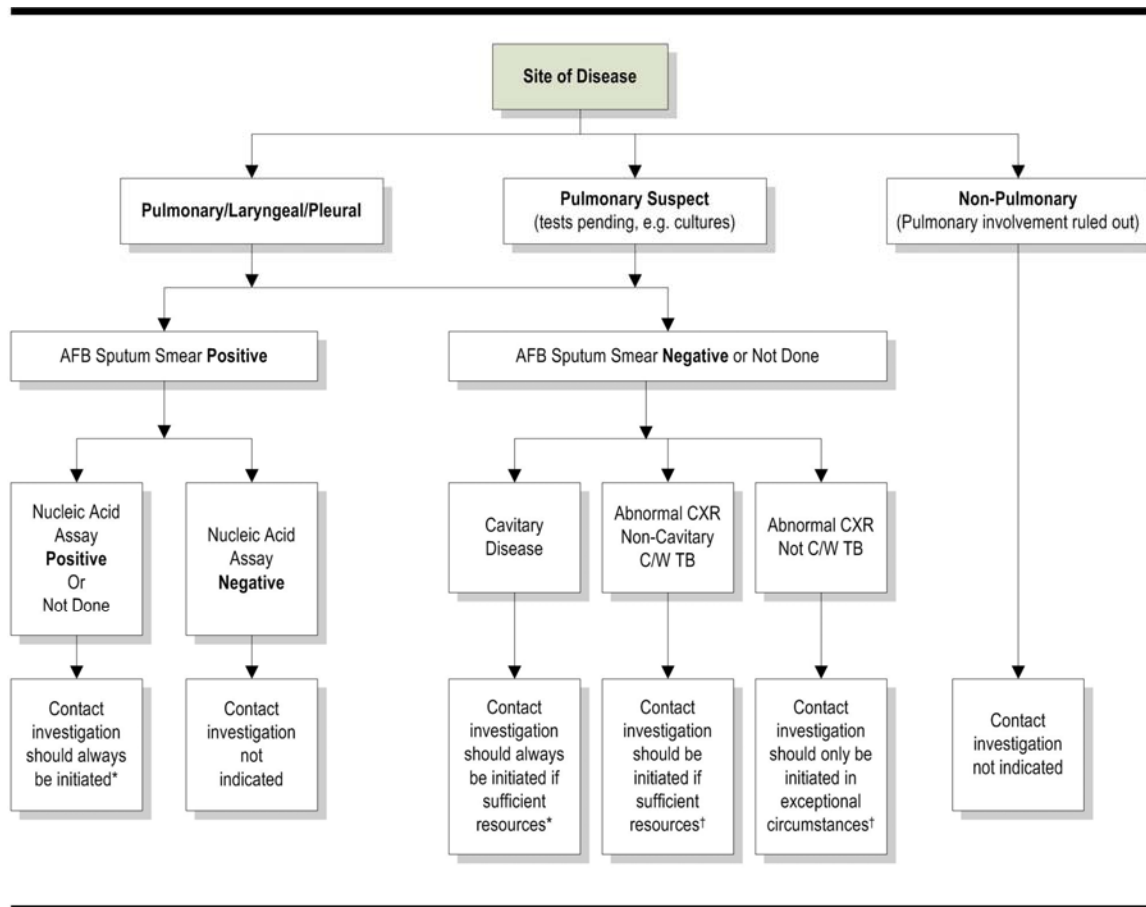 Site of Disease
Pulmonary/Laryngeal/Pleural
Pulmonary Suspect
(tests pending, e.g. cultures)
Non-Pulmonary
(Pulmonary involvement ruled out)
AFB Sputum Smear Positive
AFB Sputum Smear Negative or Not Done
Nucleic Acid
Assay
Positive
Or
Not Done
Nucleic Acid
Assay
Negative
Cavitary
Disease
Abnormal CXR
Non-Cavitary
C/W TB
Abnormal CXR
Not C/W TB
Contact
investigation
should always
be initiated*
Contact
investigation
not
indicated
Contact
investigation
should always
be initiated if
sufficient
resources*
Contact
investigation
should be
initiated if
sufficient
resources†
Contact
investigation
should only be
initiated in
exceptional
circumstances†
Contact
investigation
not indicated